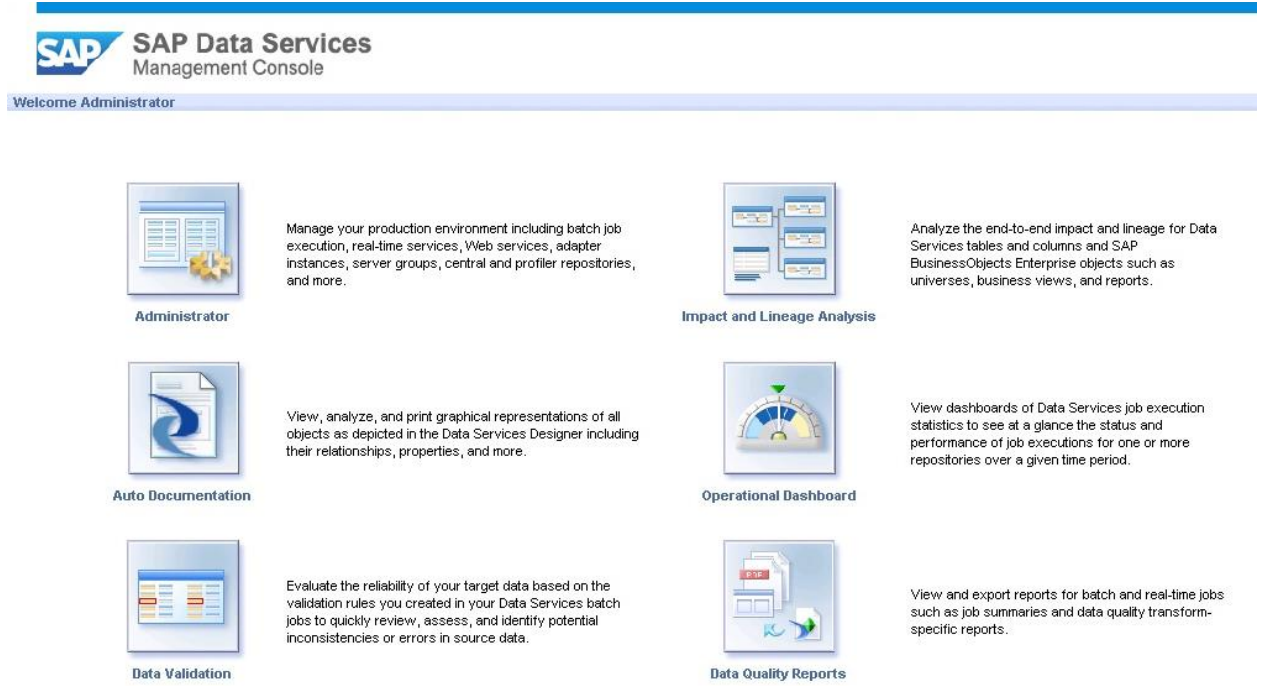 SAP
SAP Data Services
Management Console
Welcome Administrator
Manage your production environment including batch job
execution, real-time services, Web services, adapter
instances, server groups, central and profiler repositories,
and more.
Administrator
Analyze the end-to-end impact and lineage for Data
Services tables and columns and SAP
BusinessObjects Enterprise objects such as
universes, business views, and reports.
Impact and Lineage Analysis
View, analyze, and print graphical representations of all
objects as depicted in the Data Services Designer including
their relationships, properties, and more.
Auto Documentation
View dashboards of Data Services job execution
statistics to see at a glance the status and
performance of job executions for one or more
repositories over a given time period.
Operational Dashboard
Evaluate the reliability of your target data based on the
validation rules you created in your Data Services batch
jobs to quickly review, assess, and identify potential
inconsistencies or errors in source data.
Data Validation
PDF
View and export reports for batch and real-time jobs
such as job summaries and data quality transform-
specific reports.
Data Quality Reports